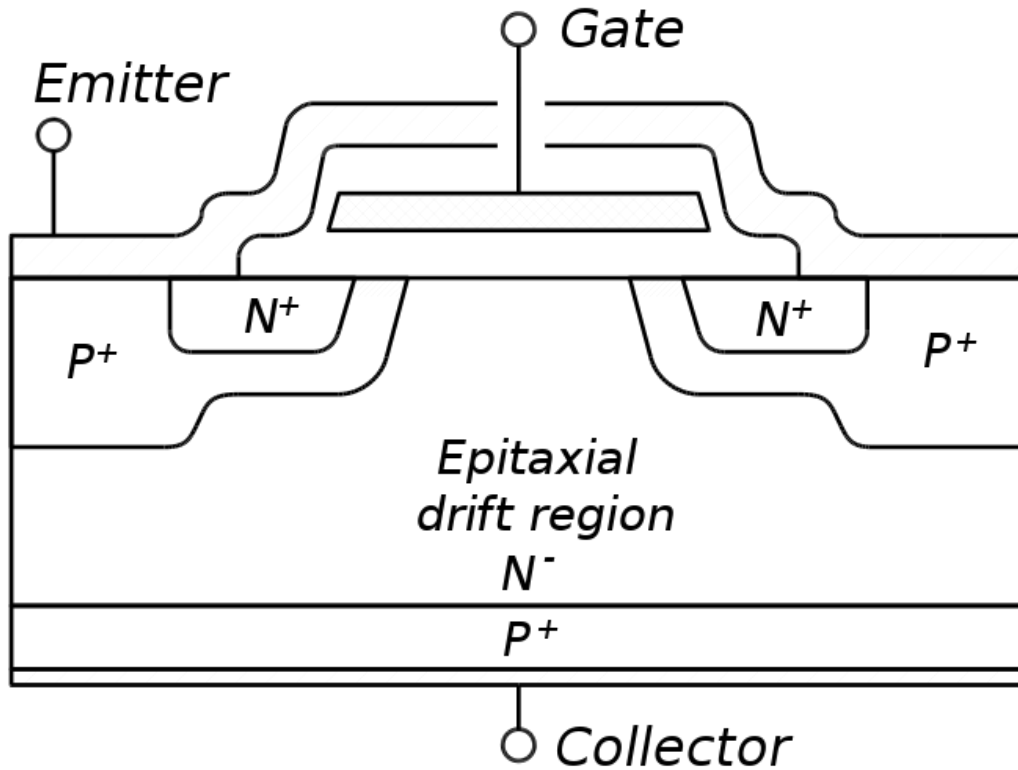 Gate
Emitter
N+ N+
P+ P+
Epitaxial
drift region
N-
P+
Collector